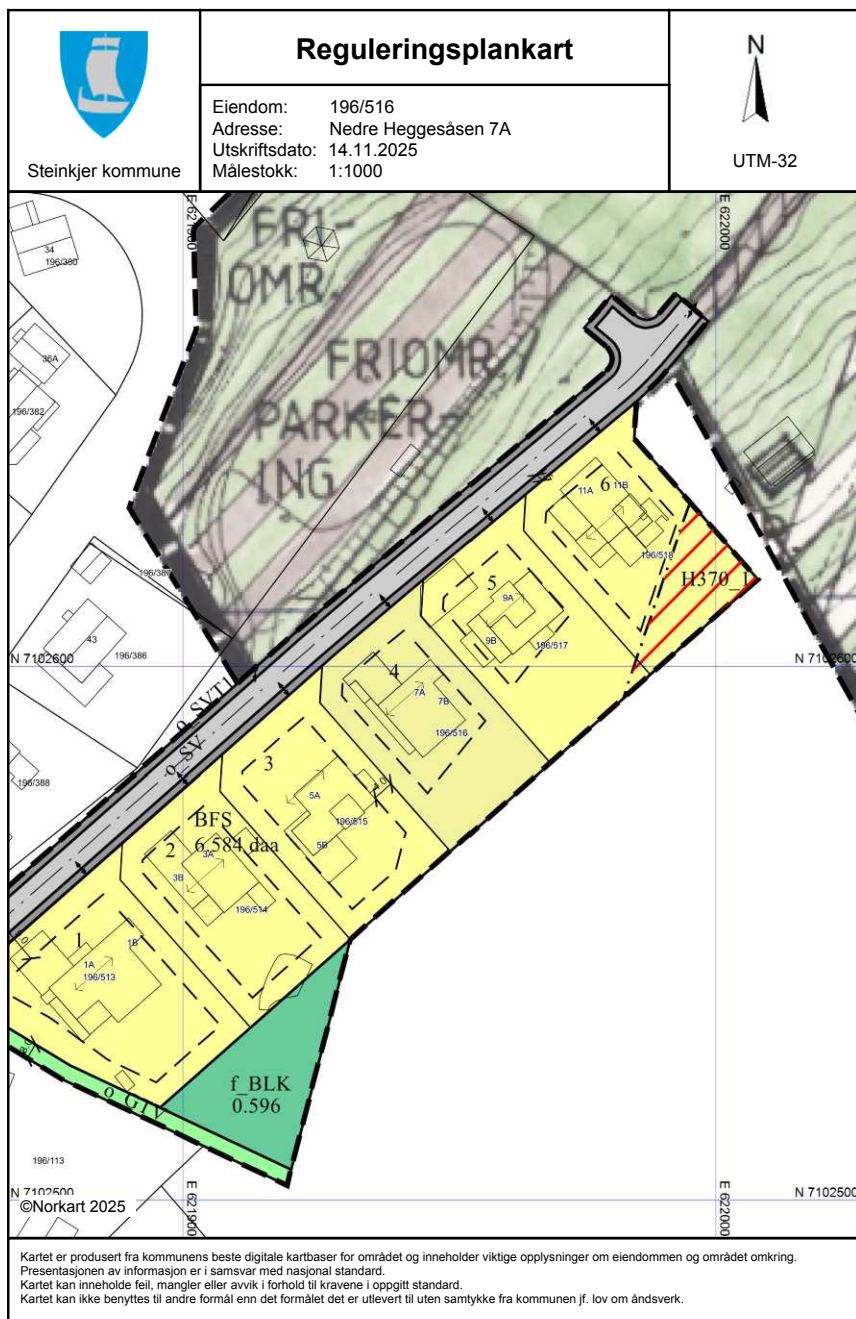 Reguleringsplankart
Steinkjer kommune
Eiendom: 196/516
Adresse: Nedre Heggesåsen 7A
Utskriftsdato: 14.11.2025
Målestokk: 1:1000
N
UTM-32
E 621900
E 622000
FRI-
OMR.
34
196/380
FRIOMR./
PARKER-
ING
36A
196/382
11A
6
11B
196/518
H370_1
5
9A
9B
196/517
43
196/386
N 7102600
N 7102600
4
7A
7B
196/516
o_SVT1
o_SV
196/388
3
5A
196/515
5B
BFS
6.584 daa
2
3A
3B
196/514
1
1B
1A
196/513
f_BLK
0.596
o_GTV
196/113
N 7102500
N 7102500
E 621900
E 622000
©Norkart 2025
Kartet er produsert fra kommunens beste digitale kartbaser for området og inneholder viktige opplysninger om eiendommen og området omkring.
Presentasjonen av informasjon er i samsvar med nasjonal standard.
Kartet kan inneholde feil, mangler eller avvik i forhold til kravene i oppgitt standard.
Kartet kan ikke benyttes til andre formål enn det formålet det er utlevert til uten samtykke fra kommunen jf. lov om åndsverk.